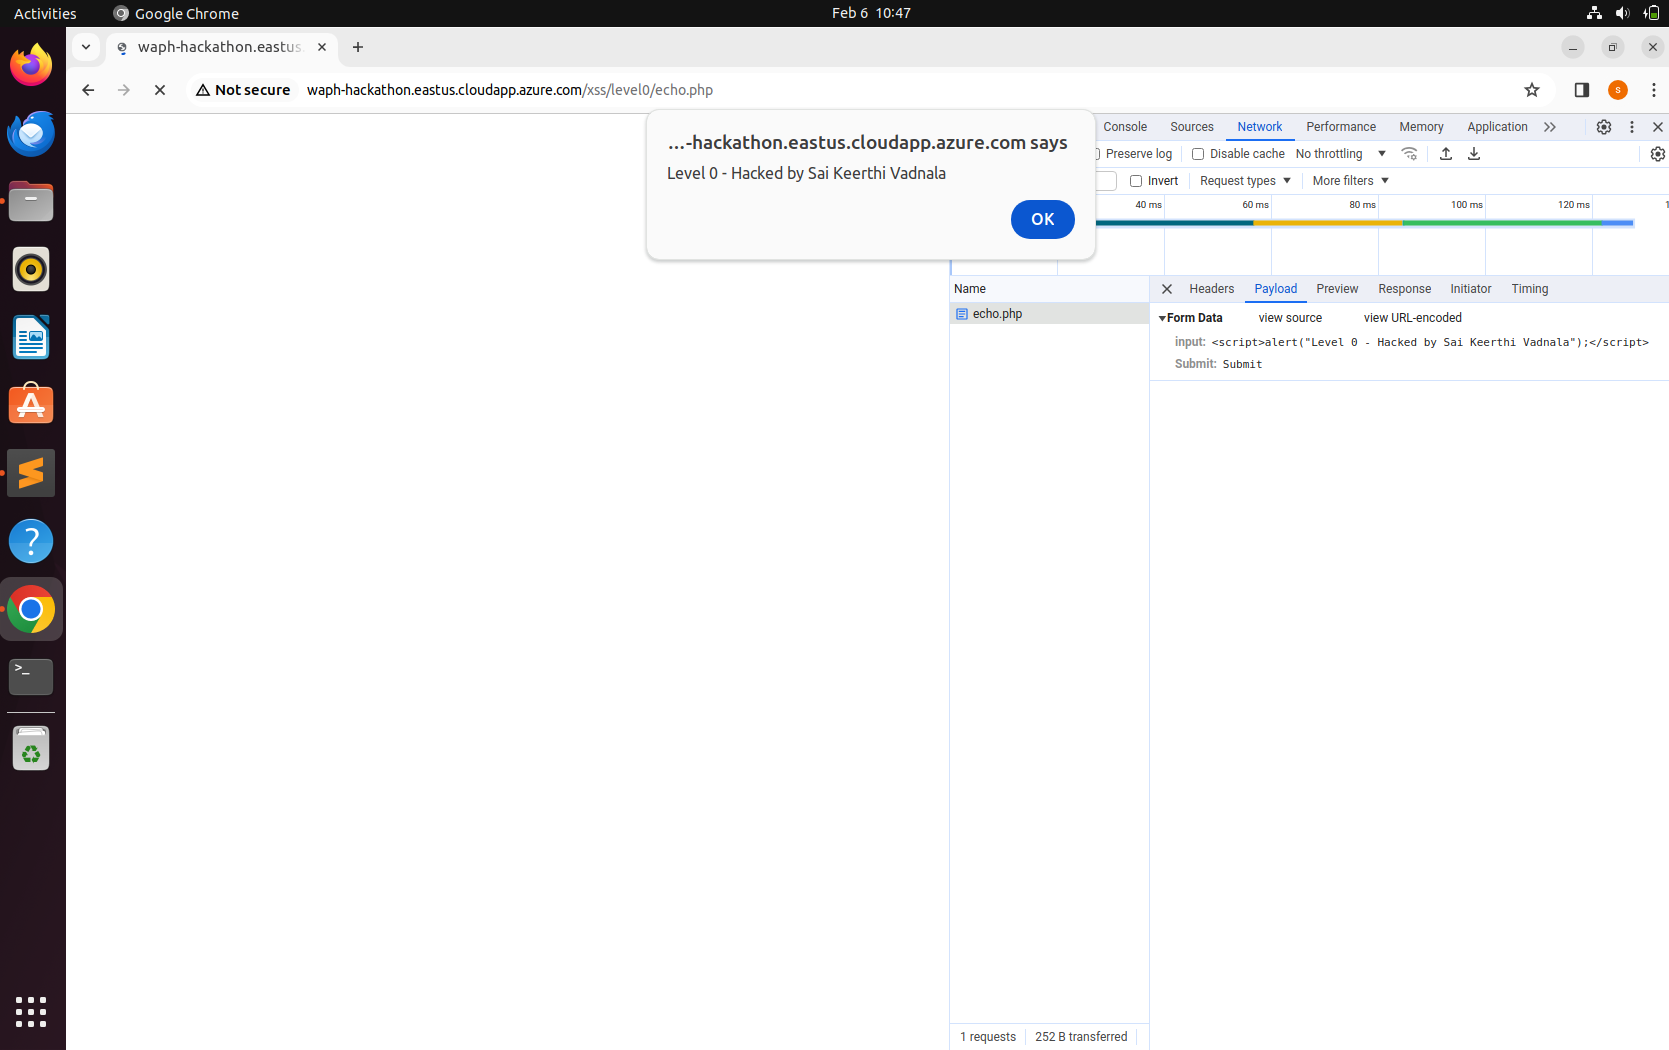 Activities
Google Chrome
Feb 6 10:47
waph-hackathon.eastus
Not secure
waph-hackathon.eastus.cloudapp.azure.com/xss/level0/echo.php
S
...-hackathon.eastus.cloudapp.azure.com says
Level 0 - Hacked by Sai Keerthi Vadnala
OK
Console Sources Network Performance Memory Application
Preserve log Disable cache No throttling
Invert Request types More filters
40 ms 60 ms 80 ms 100 ms 120 ms 1
Name
Headers Payload Preview Response Initiator Timing
echo.php
Form Data view source view URL-encoded
input: <script>alert("Level 0 - Hacked by Sai Keerthi Vadnala");</script>
Submit: Submit
1 requests 252 B transferred